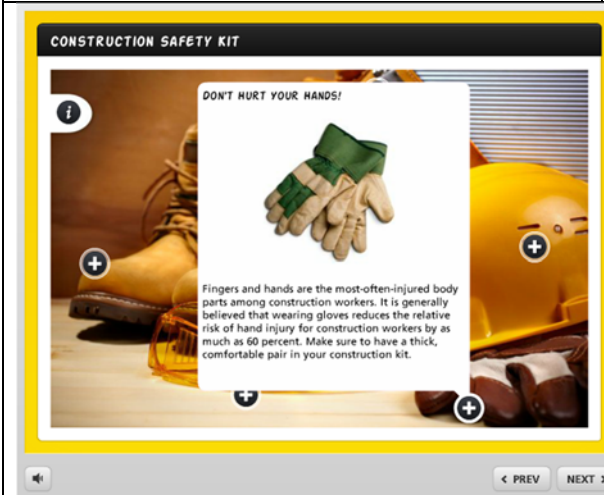 CONSTRUCTION SAFETY KIT
i
DON'T HURT YOUR HANDS!
Fingers and hands are the most-often-injured body
parts among construction workers. It is generally
believed that wearing gloves reduces the relative
risk of hand injury for construction workers by as
much as 60 percent. Make sure to have a thick,
comfortable pair in your construction kit.
< PREV NEXT >